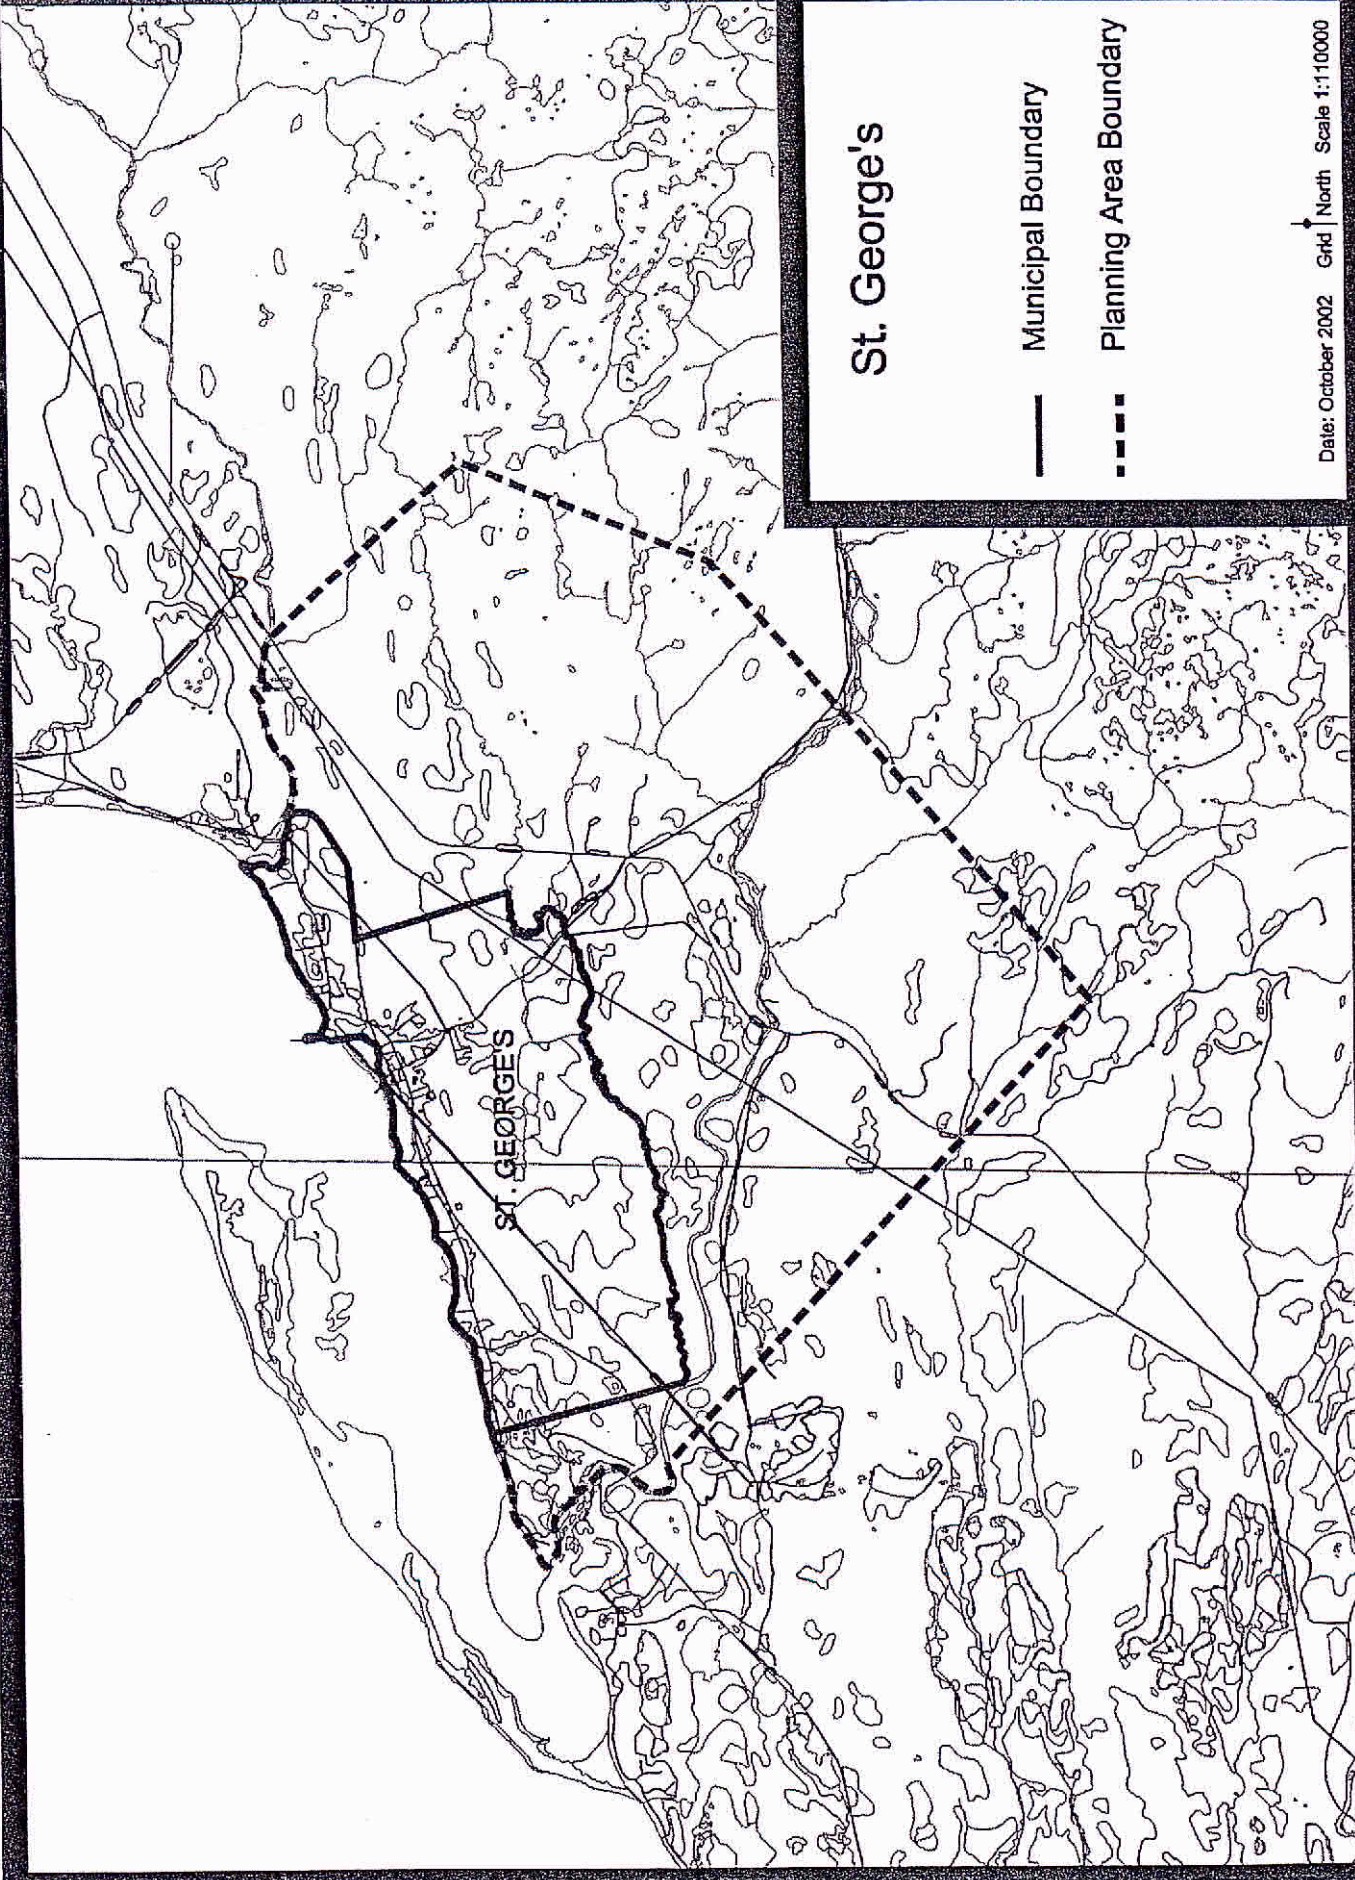 ST. GEORGE'S
St. George's
Municipal Boundary
Planning Area Boundary
Date: October 2002 Grid North Scale 1:110000